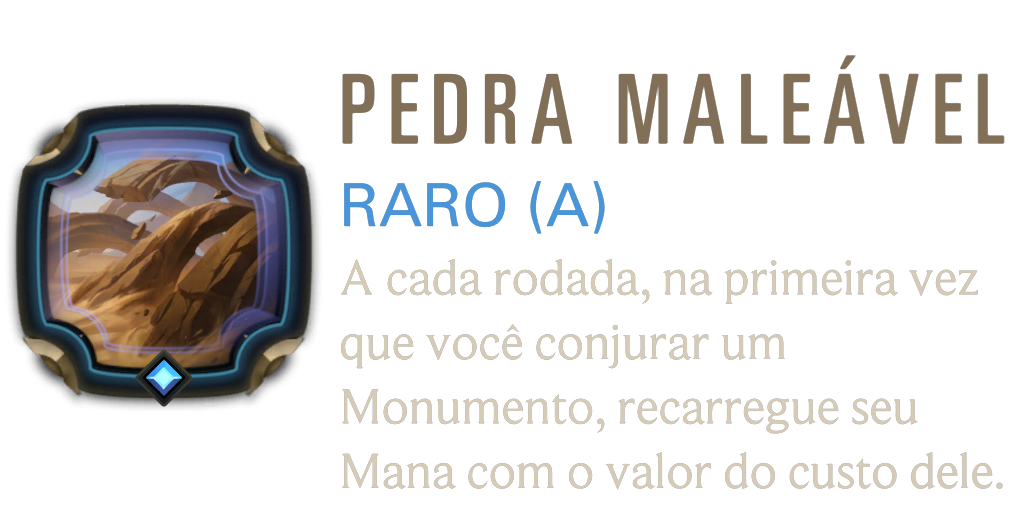 PEDRA MALEÁVEL
RARO (A)
A cada rodada, na primeira vez
que você conjurar um
Monumento, recarregue seu
Mana com o valor do custo dele.